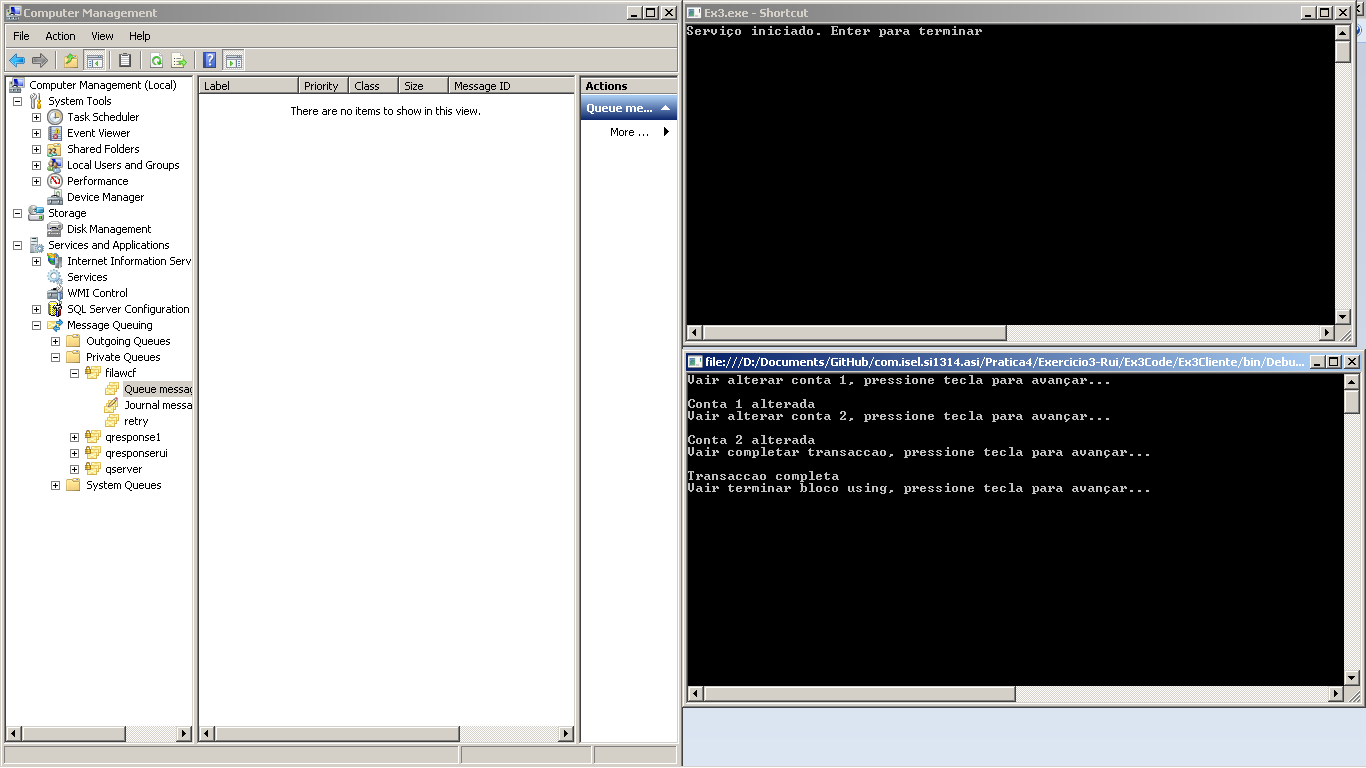 Computer Management
File Action View Help
Computer Management (Local)
System Tools
Task Scheduler
Event Viewer
Shared Folders
Local Users and Groups
Performance
Device Manager
Storage
Disk Management
Services and Applications
Internet Information Serv
Services
WMI Control
SQL Server Configuration
Message Queuing
Outgoing Queues
Private Queues
filawcf
Queue messag
Journal messa
retry
qresponse1
qresponserui
qserver
System Queues
Label Priority Class Size Message ID
There are no items to show in this view.
Actions
Queue me...
More ...
Ex3.exe - Shortcut
Serviço iniciado. Enter para terminar
file:///D:/Documents/GitHub/com.isel.si1314.asi/Pratica4/Exercicio3-Rui/Ex3Code/Ex3Cliente/bin/Debu...
Vair alterar conta 1, pressione tecla para avançar...
Conta 1 alterada
Vair alterar conta 2, pressione tecla para avançar...
Conta 2 alterada
Vair completar transaccao, pressione tecla para avançar...
Transaccao completa
Vair terminar bloco using, pressione tecla para avançar...